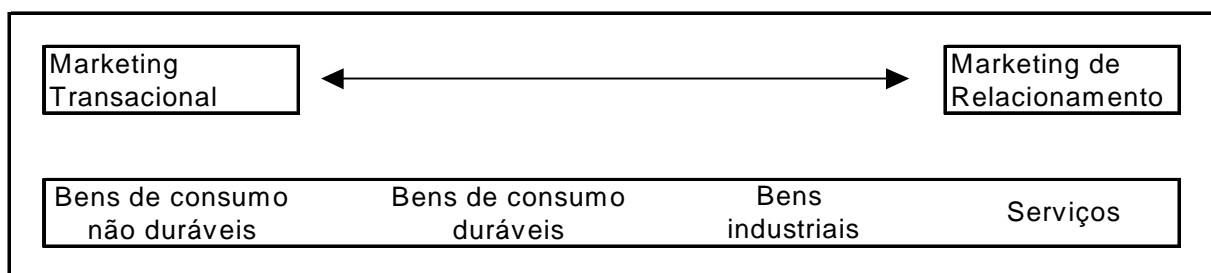 Marketing
Transacional
Marketing de
Relacionamento
Bens de consumo
não duráveis
Bens de consumo
duráveis
Bens
industriais
Serviços